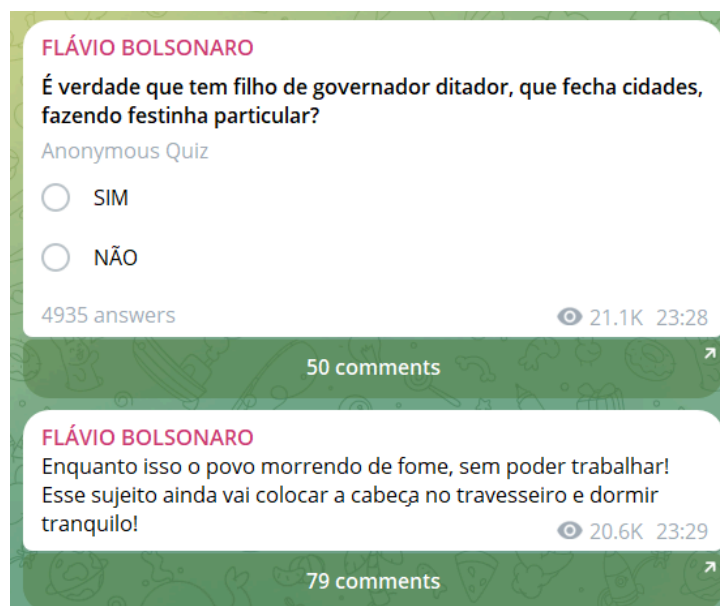 FLÁVIO BOLSONARO
É verdade que tem filho de governador ditador, que fecha cidades,
fazendo festinha particular?
Anonymous Quiz
SIM
NÃO
4935 answers
21.1K 23:28
50 comments
FLÁVIO BOLSONARO
Enquanto isso o povo morrendo de fome, sem poder trabalhar!
Esse sujeito ainda vai colocar a cabeça no travesseiro e dormir
tranquilo!
20.6K 23:29
79 comments